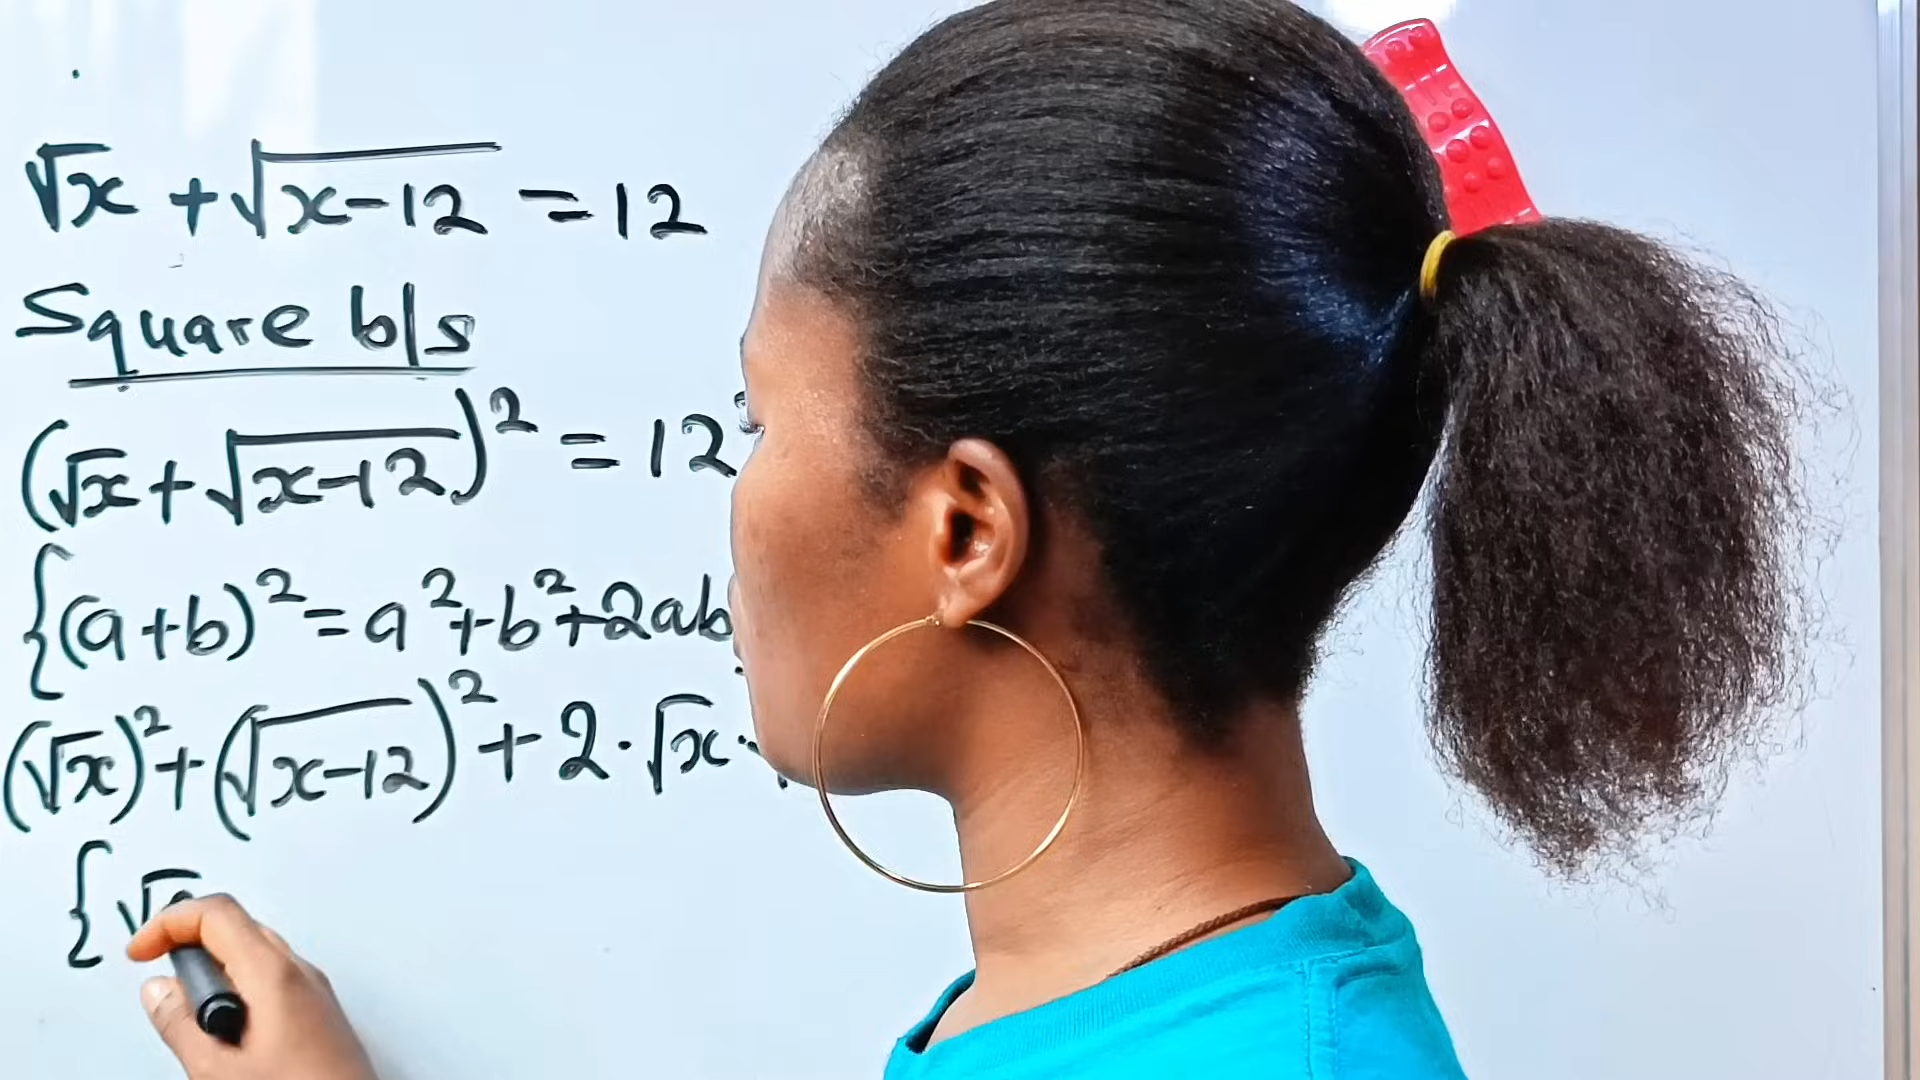 √x + √(x-12) = 12
Square b/s
(√x + √(x-12))² = 12
{(a+b)² = a²+b²+2ab
(√x)² + (√(x-12))² + 2·√x·
{√a